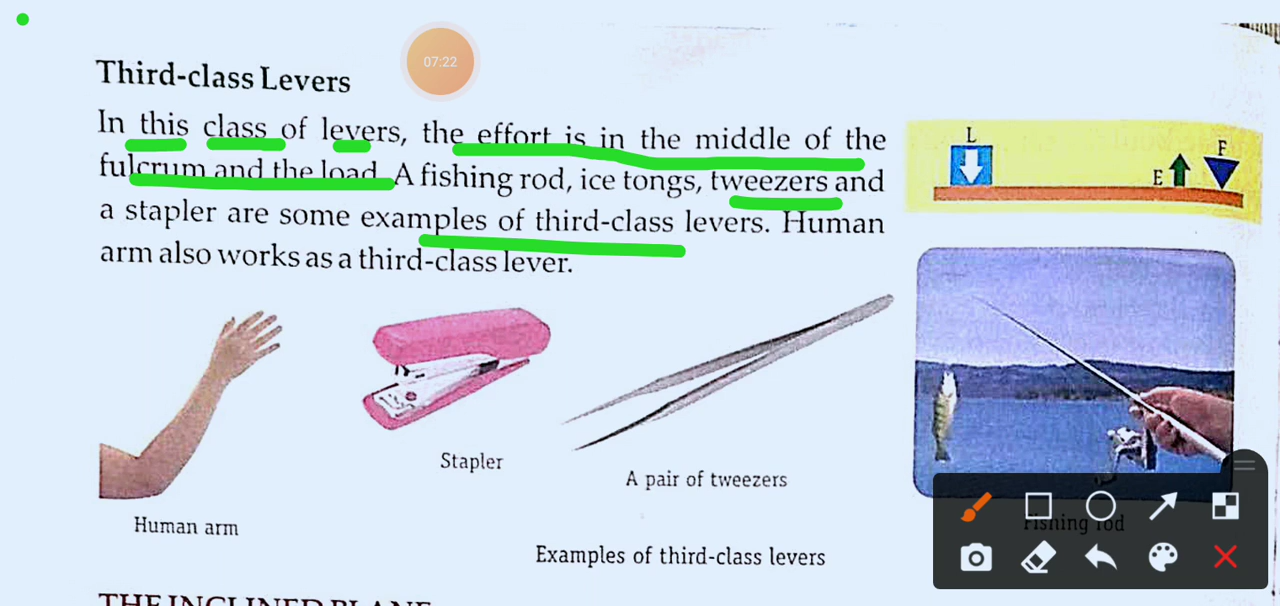 07:22
Third-class Levers
In this class of levers, the effort is in the middle of the
fulcrum and the load. A fishing rod, ice tongs, tweezers and
a stapler are some examples of third-class levers. Human
arm also works as a third-class lever.
L
E
F
Stapler
A pair of tweezers
Human arm
Fishing rod
Examples of third-class levers
THE INCLINED PLANE